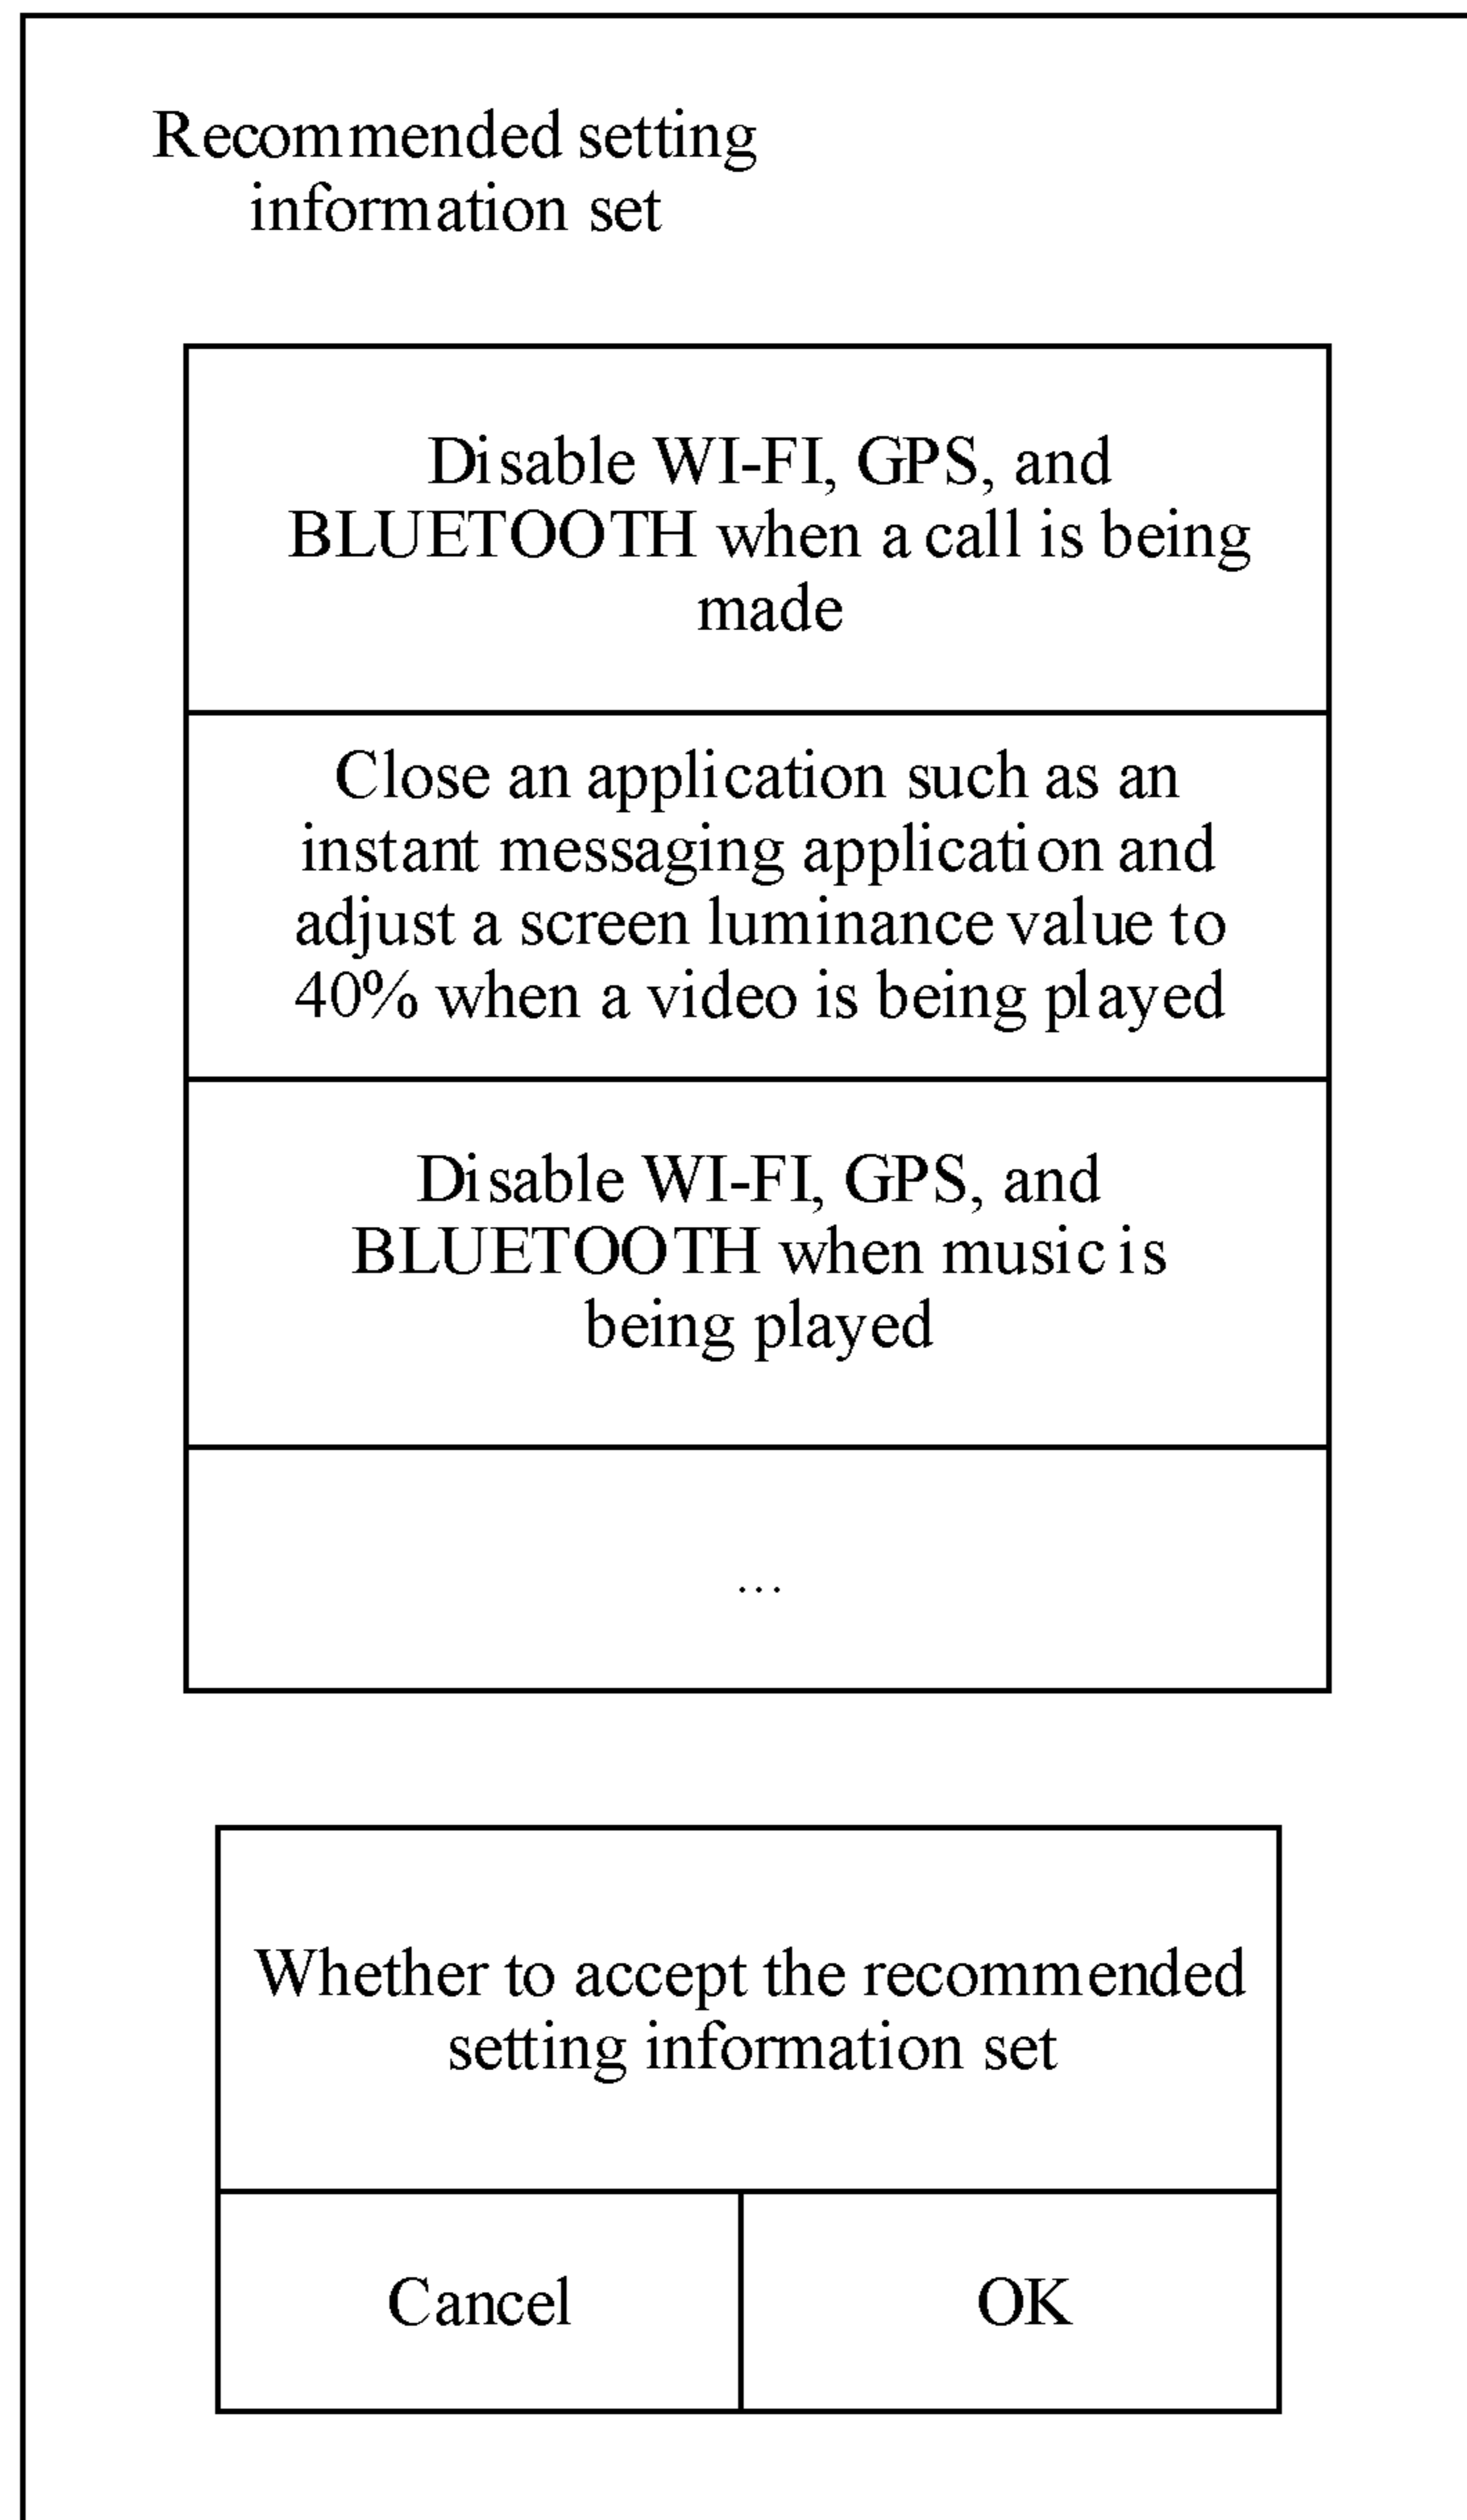 Recommended setting
information set
Disable WI-FI, GPS, and
BLUETOOTH when a call is being
made
Close an application such as an
instant messaging application and
adjust a screen luminance value to
40% when a video is being played
Disable WI-FI, GPS, and
BLUETOOTH when music is
being played
...
Whether to accept the recommended
setting information set
Cancel
OK